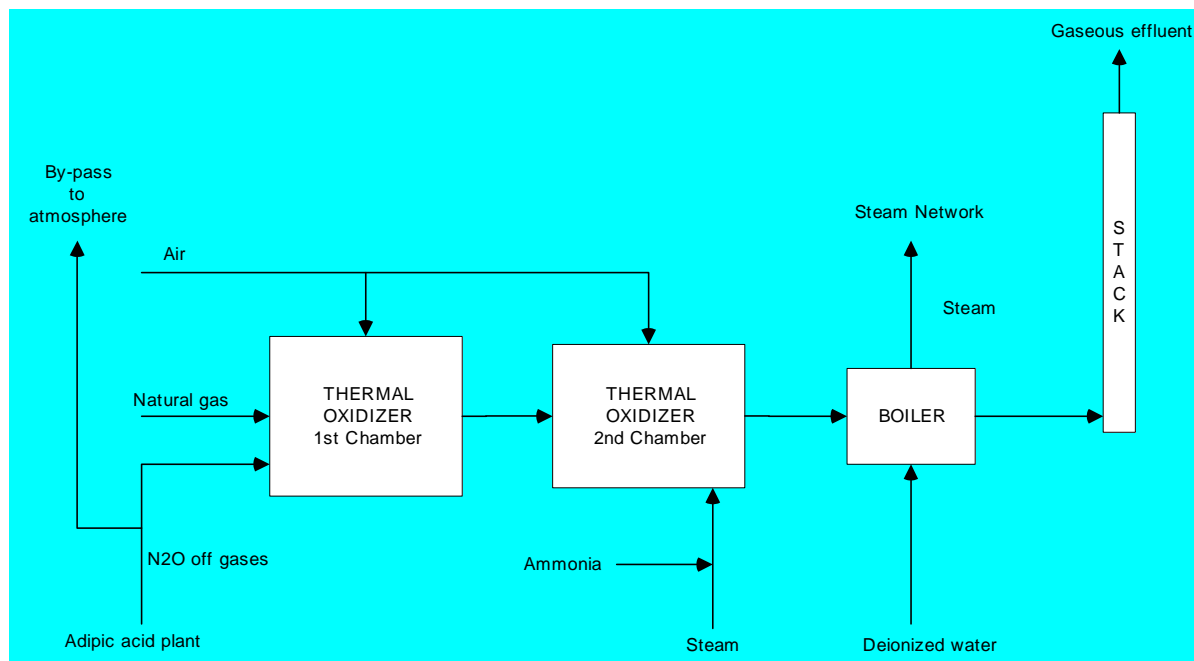 Gaseous effluent
By-pass
to
atmosphere
Steam Network
Air
Steam
S
T
A
C
K
Natural gas
THERMAL
OXIDIZER
1st Chamber
THERMAL
OXIDIZER
2nd Chamber
BOILER
N2O off gases
Ammonia
Adipic acid plant
Steam
Deionized water